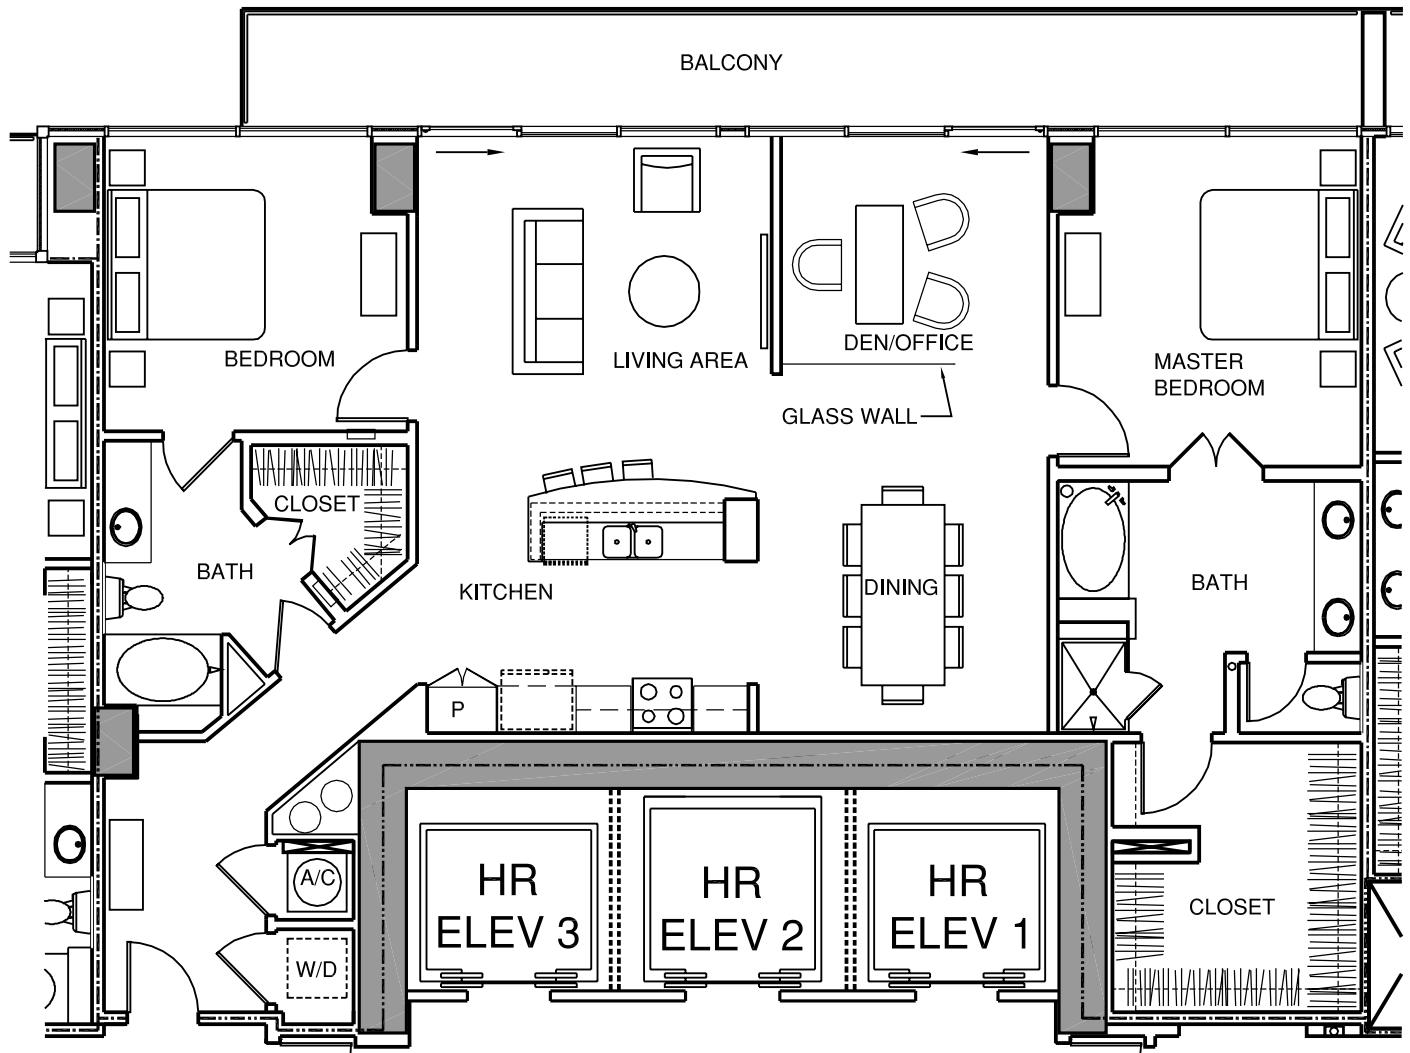 BALCONY
BEDROOM
LIVING AREA
DEN/OFFICE
MASTER
BEDROOM
GLASS WALL
CLOSET
BATH
KITCHEN
DINING
BATH
P
A/C
W/D
HR
ELEV 3
HR
ELEV 2
HR
ELEV 1
CLOSET